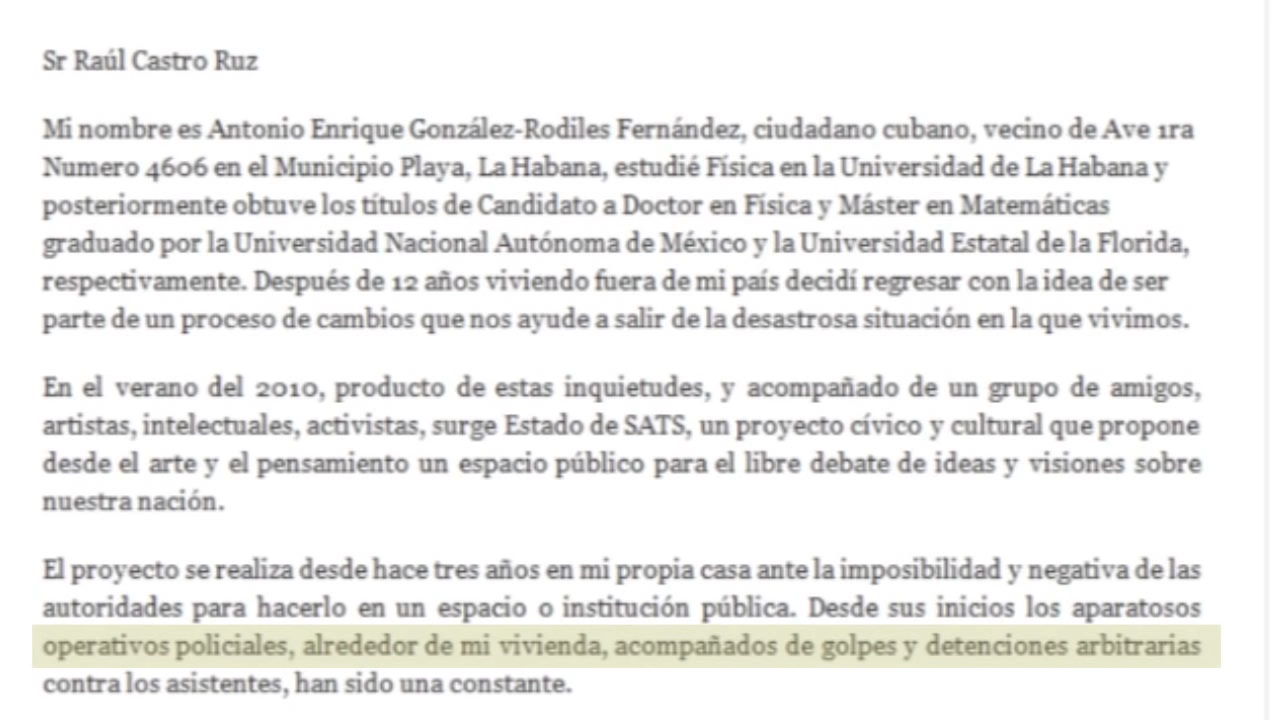 Sr Raúl Castro Ruz
Mi nombre es Antonio Enrique González-Rodiles Fernández, ciudadano cubano, vecino de Ave 1ra
Numero 4606 en el Municipio Playa, La Habana, estudié Física en la Universidad de La Habana y
posteriormente obtuve los títulos de Candidato a Doctor en Física y Máster en Matemáticas
graduado por la Universidad Nacional Autónoma de México y la Universidad Estatal de la Florida,
respectivamente. Después de 12 años viviendo fuera de mi país decidí regresar con la idea de ser
parte de un proceso de cambios que nos ayude a salir de la desastrosa situación en la que vivimos.
En el verano del 2010, producto de estas inquietudes, y acompañado de un grupo de amigos,
artistas, intelectuales, activistas, surge Estado de SATS, un proyecto cívico y cultural que propone
desde el arte y el pensamiento un espacio público para el libre debate de ideas y visiones sobre
nuestra nación.
El proyecto se realiza desde hace tres años en mi propia casa ante la imposibilidad y negativa de las
autoridades para hacerlo en un espacio o institución pública. Desde sus inicios los aparatosos
operativos policiales, alrededor de mi vivienda, acompañados de golpes y detenciones arbitrarias
contra los asistentes, han sido una constante.